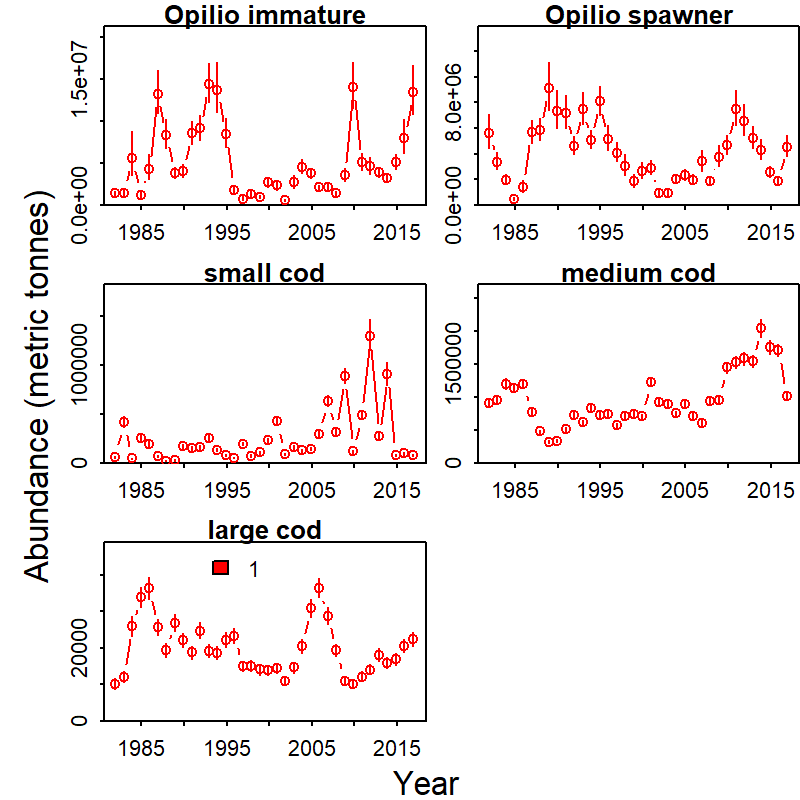 Opilio immature
Opilio spawner
0.0e+00 1.5e+07
0.0e+00 8.0e+06
1985 1995 2005 2015
1985 1995 2005 2015
small cod
medium cod
0 1000000
0 1500000
1985 1995 2005 2015
1985 1995 2005 2015
large cod
1
0 20000
1985 1995 2005 2015
Abundance (metric tonnes)
Year